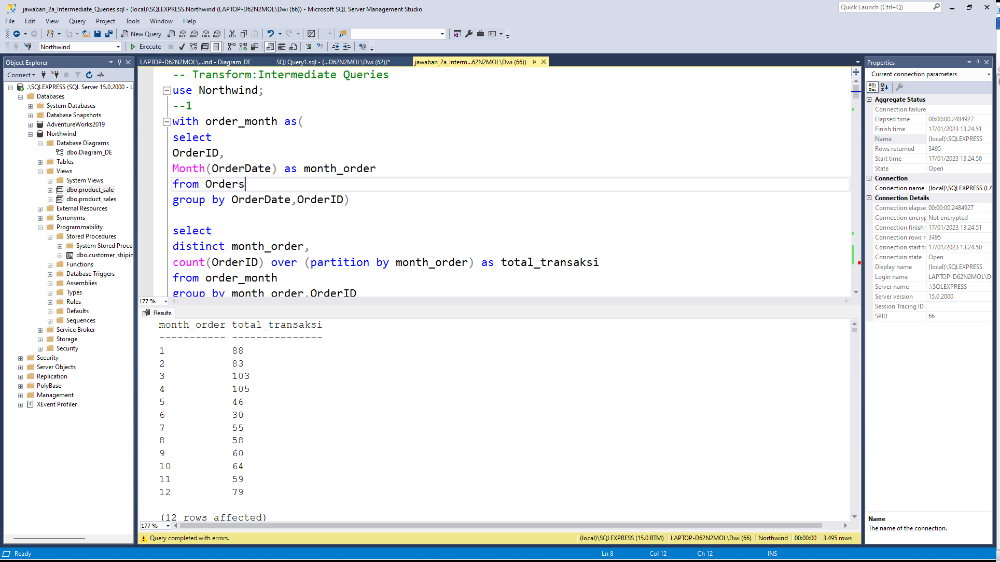 jawaban_2a_Intermediate_Queries.sql - (local)\SQLEXPRESS.Northwind (LAPTOP-D62N2MOL\Dwi (66)) - Microsoft SQL Server Management Studio
Quick Launch (Ctrl+Q)
File Edit View Query Project Tools Window Help
New Query
MDX DMX XMLA DAX
Northwind
Execute
Object Explorer
Connect
.\SQLEXPRESS (SQL Server 15.0.2000 - L
Databases
System Databases
Database Snapshots
AdventureWorks2019
Northwind
Database Diagrams
dbo.Diagram_DE
Tables
Views
System Views
dbo.product_sale
dbo.product_sales
External Resources
Synonyms
Programmability
Stored Procedures
System Stored Proce
dbo.customer_shipin
Functions
Database Triggers
Assemblies
Types
Rules
Defaults
Sequences
Service Broker
Storage
Security
Security
Server Objects
Replication
PolyBase
Management
XEvent Profiler
LAPTOP-D62N2MOL\...ind - Diagram_DE
SQLQuery1.sql - (...D62N2MOL\Dwi (62))*
jawaban_2a_Interm...62N2MOL\Dwi (66))
-- Transform:Intermediate Queries
use Northwind;
--1
with order_month as(
select
OrderID,
Month(OrderDate) as month_order
from Orders
group by OrderDate,OrderID)
select
distinct month_order,
count(OrderID) over (partition by month_order) as total_transaksi
from order_month
group by month_order,OrderID
177 %
Results
month_order total_transaksi
----------- ---------------
1 88
2 83
3 103
4 105
5 46
6 30
7 55
8 58
9 60
10 64
11 59
12 79
(12 rows affected)
177 %
Query completed with errors.
(local)\SQLEXPRESS (15.0 RTM)
LAPTOP-D62N2MOL\Dwi (66)
Northwind
00:00:00
3.495 rows
Properties
Current connection parameters
Aggregate Status
Connection failure
Elapsed time 00:00:00.2484927
Finish time 17/01/2023 13.24.51
Name (local)\SQLEXPRESS
Rows returned 3495
Start time 17/01/2023 13.24.50
State Open
Connection
Connection name (local)\SQLEXPRESS (LA
Connection Details
Connection elapse 00:00:00.2484927
Connection encryp Not encrypted
Connection finish 17/01/2023 13.24.51
Connection rows r 3495
Connection start ti 17/01/2023 13.24.50
Connection state Open
Display name (local)\SQLEXPRESS
Login name LAPTOP-D62N2MOL\D
Server name .\SQLEXPRESS
Server version 15.0.2000
Session Tracing ID
SPID 66
Name
The name of the connection.
Ready
Ln 8
Col 12
Ch 12
INS